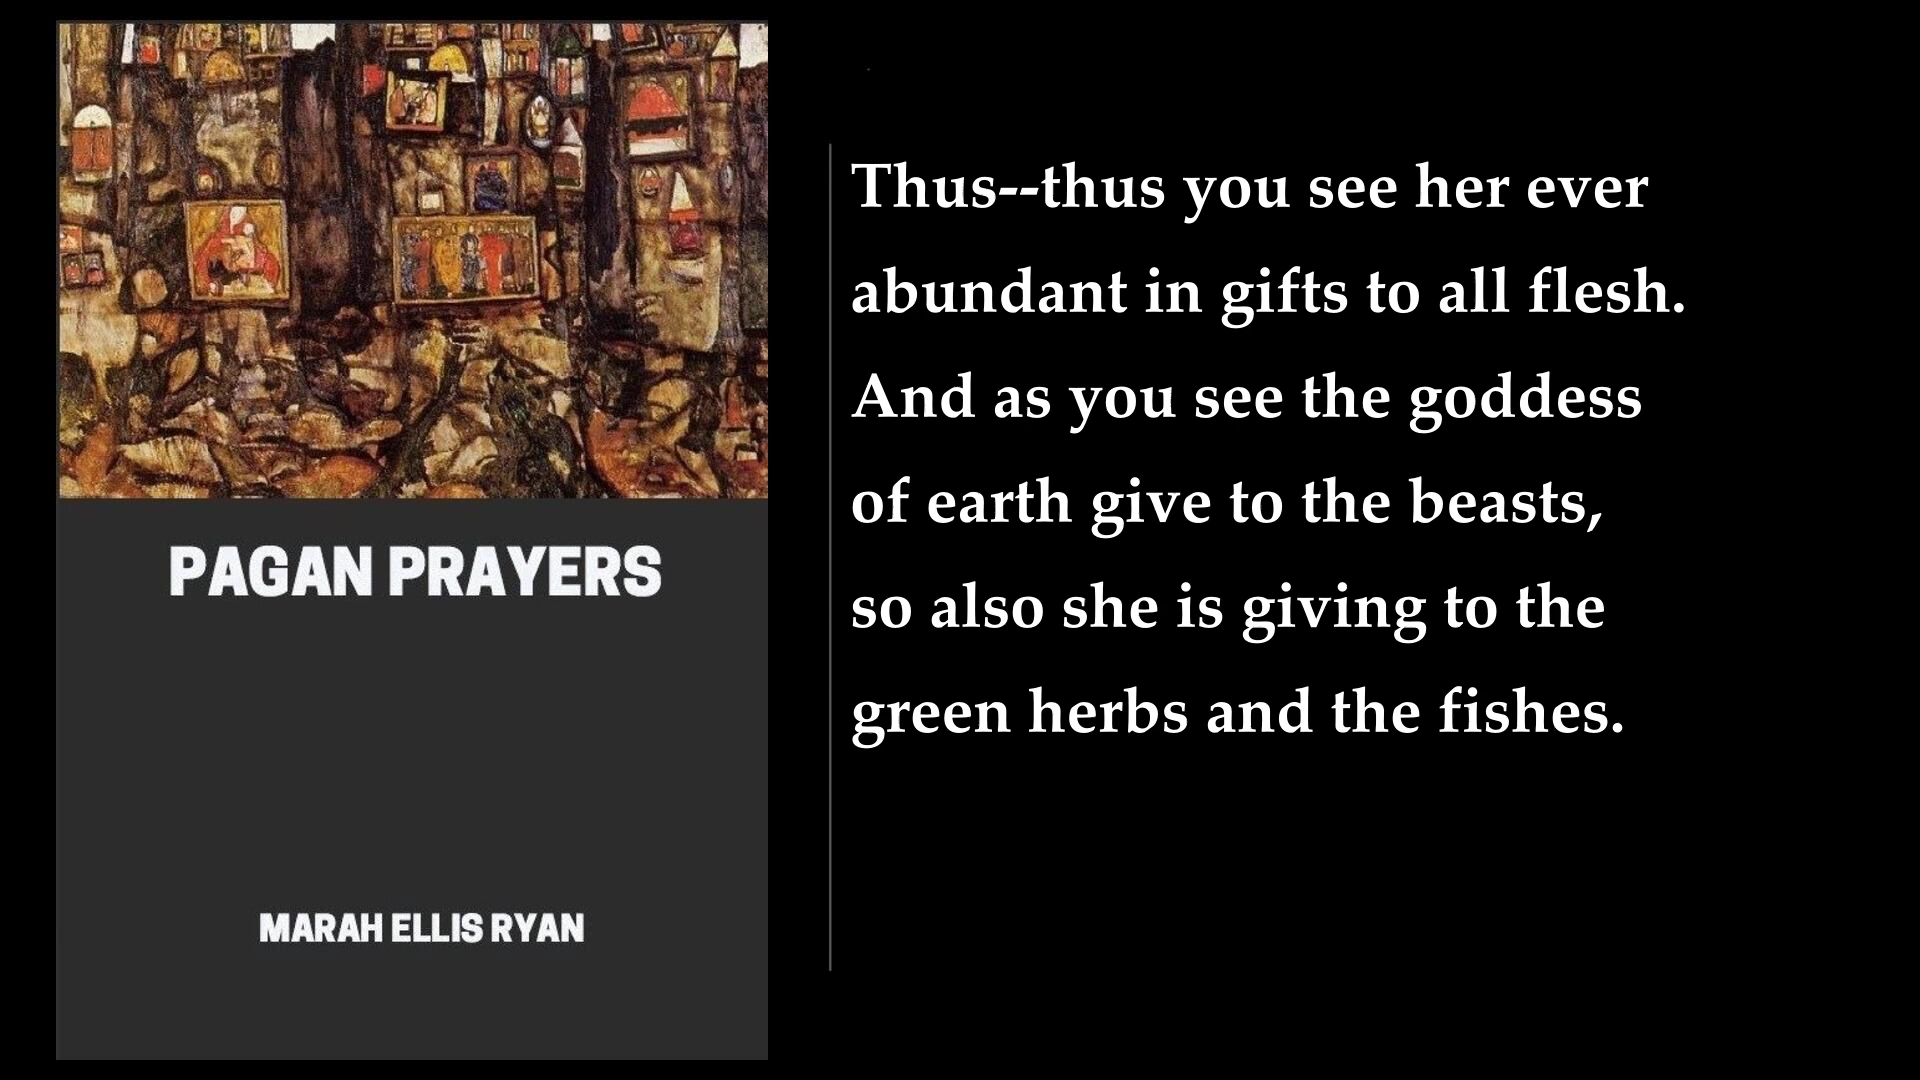 PAGAN PRAYERS
MARAH ELLIS RYAN
Thus--thus you see her ever
abundant in gifts to all flesh.
And as you see the goddess
of earth give to the beasts,
so also she is giving to the
green herbs and the fishes.